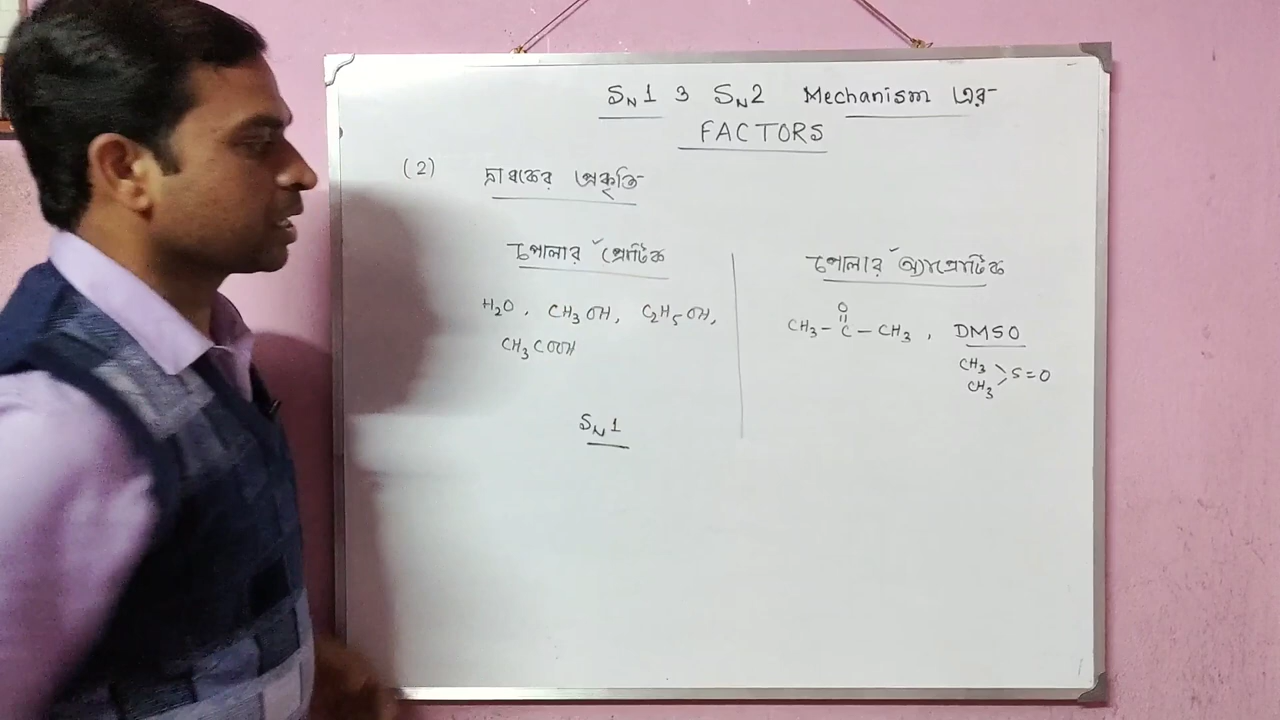 SN1 ও SN2 Mechanism এর
FACTORS
(2) দ্রাবকের প্রকৃতি
পোলার প্রোটিক
H2O, CH3OH, C2H5OH,
CH3COOH
SN1
পোলার অ্যাপ্রোটিক
O
||
CH3-C-CH3, DMSO
CH3
S=O
CH3